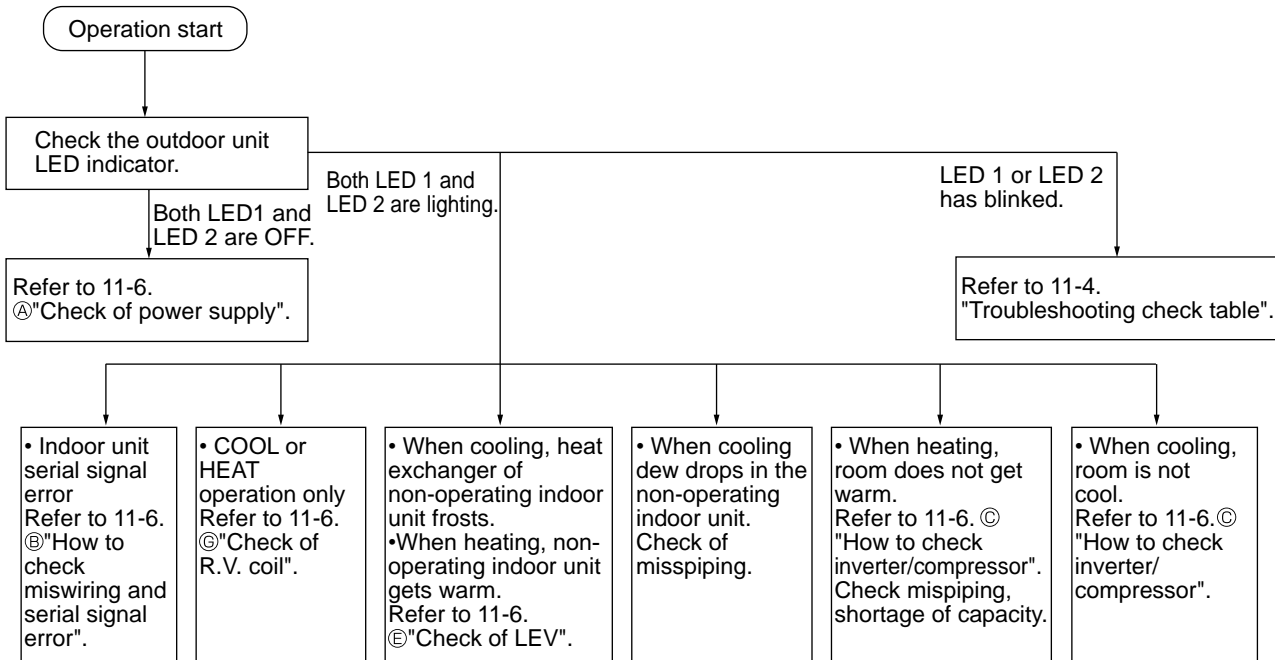 Operation start
Check the outdoor unit
LED indicator.
Both LED1 and
LED 2 are OFF.
Both LED 1 and
LED 2 are lighting.
LED 1 or LED 2
has blinked.
Refer to 11-6.
Ⓐ"Check of power supply".
Refer to 11-4.
"Troubleshooting check table".
• Indoor unit
serial signal
error
Refer to 11-6.
Ⓑ"How to
check
miswiring and
serial signal
error".
• COOL or
HEAT
operation only
Refer to 11-6.
Ⓖ"Check of
R.V. coil".
• When cooling, heat
exchanger of
non-operating indoor
unit frosts.
•When heating, non-
operating indoor unit
gets warm.
Refer to 11-6.
Ⓔ"Check of LEV".
• When cooling
dew drops in the
non-operating
indoor unit.
Check of
misspiping.
• When heating,
room does not get
warm.
Refer to 11-6. Ⓒ
"How to check
inverter/compressor".
Check mispiping,
shortage of capacity.
• When cooling,
room is not
cool.
Refer to 11-6.Ⓒ
"How to check
inverter/
compressor".